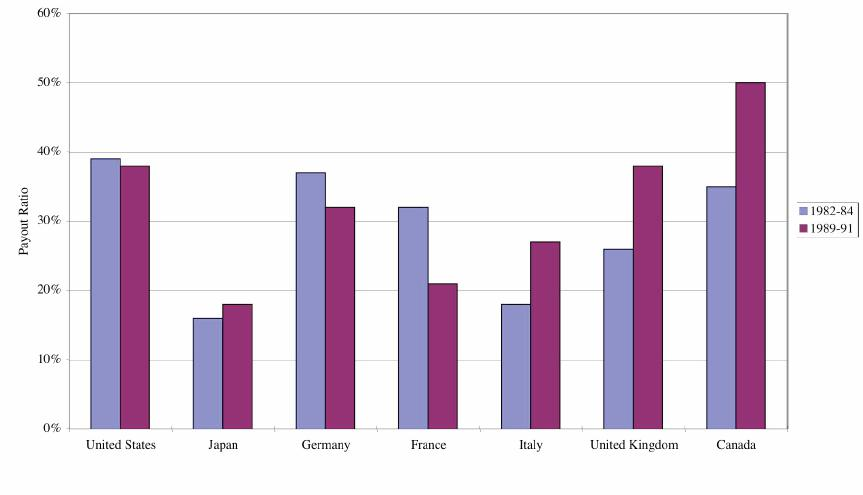 60%
50%
40%
30%
20%
10%
0%
Payout Ratio
United States
Japan
Germany
France
Italy
United Kingdom
Canada
1982-84
1989-91